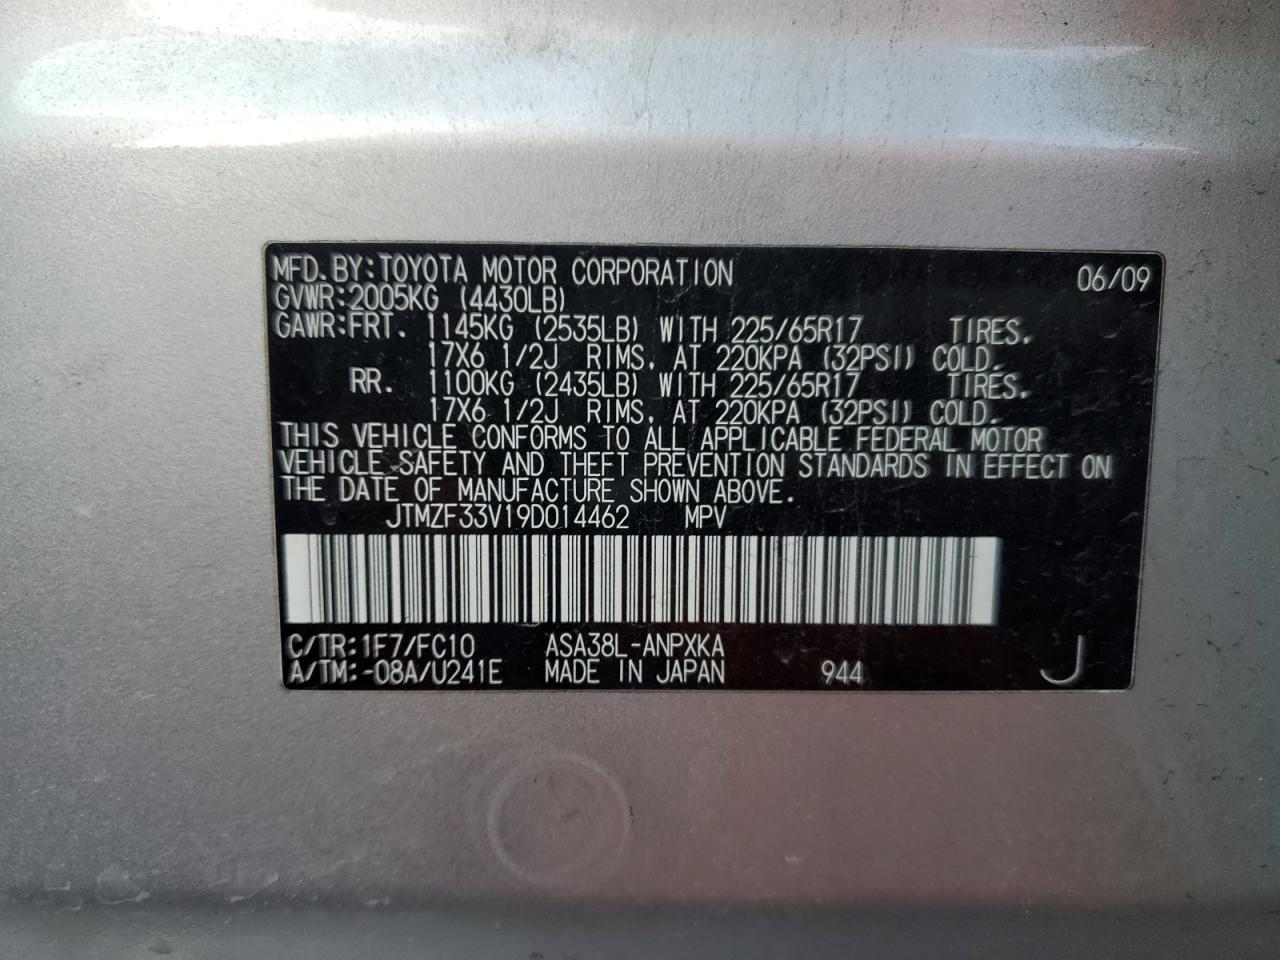 MFD. BY: TOYOTA MOTOR CORPORATION 06/09
GVWR: 2005KG (4430LB)
GAWR: FRT. 1145KG (2535LB) WITH 225/65R17 TIRES.
17X6 1/2J RIMS, AT 220KPA (32PSI) COLD.
RR. 1100KG (2435LB) WITH 225/65R17 TIRES.
17X6 1/2J RIMS, AT 220KPA (32PSI) COLD.
THIS VEHICLE CONFORMS TO ALL APPLICABLE FEDERAL MOTOR
VEHICLE SAFETY AND THEFT PREVENTION STANDARDS IN EFFECT ON
THE DATE OF MANUFACTURE SHOWN ABOVE.
JTMZF33V19D014462 MPV
C/TR: 1F7/FC10 ASA38L-ANPXKA
A/TM: -08A/U241E MADE IN JAPAN 944 J